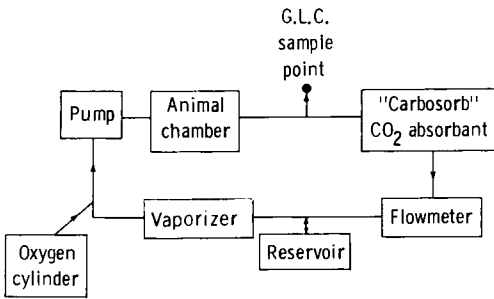 G.L.C.
sample
point
Pump
Animal
chamber
"Carbosorb"
CO2 absorbant
Vaporizer
Flowmeter
Reservoir
Oxygen
cylinder